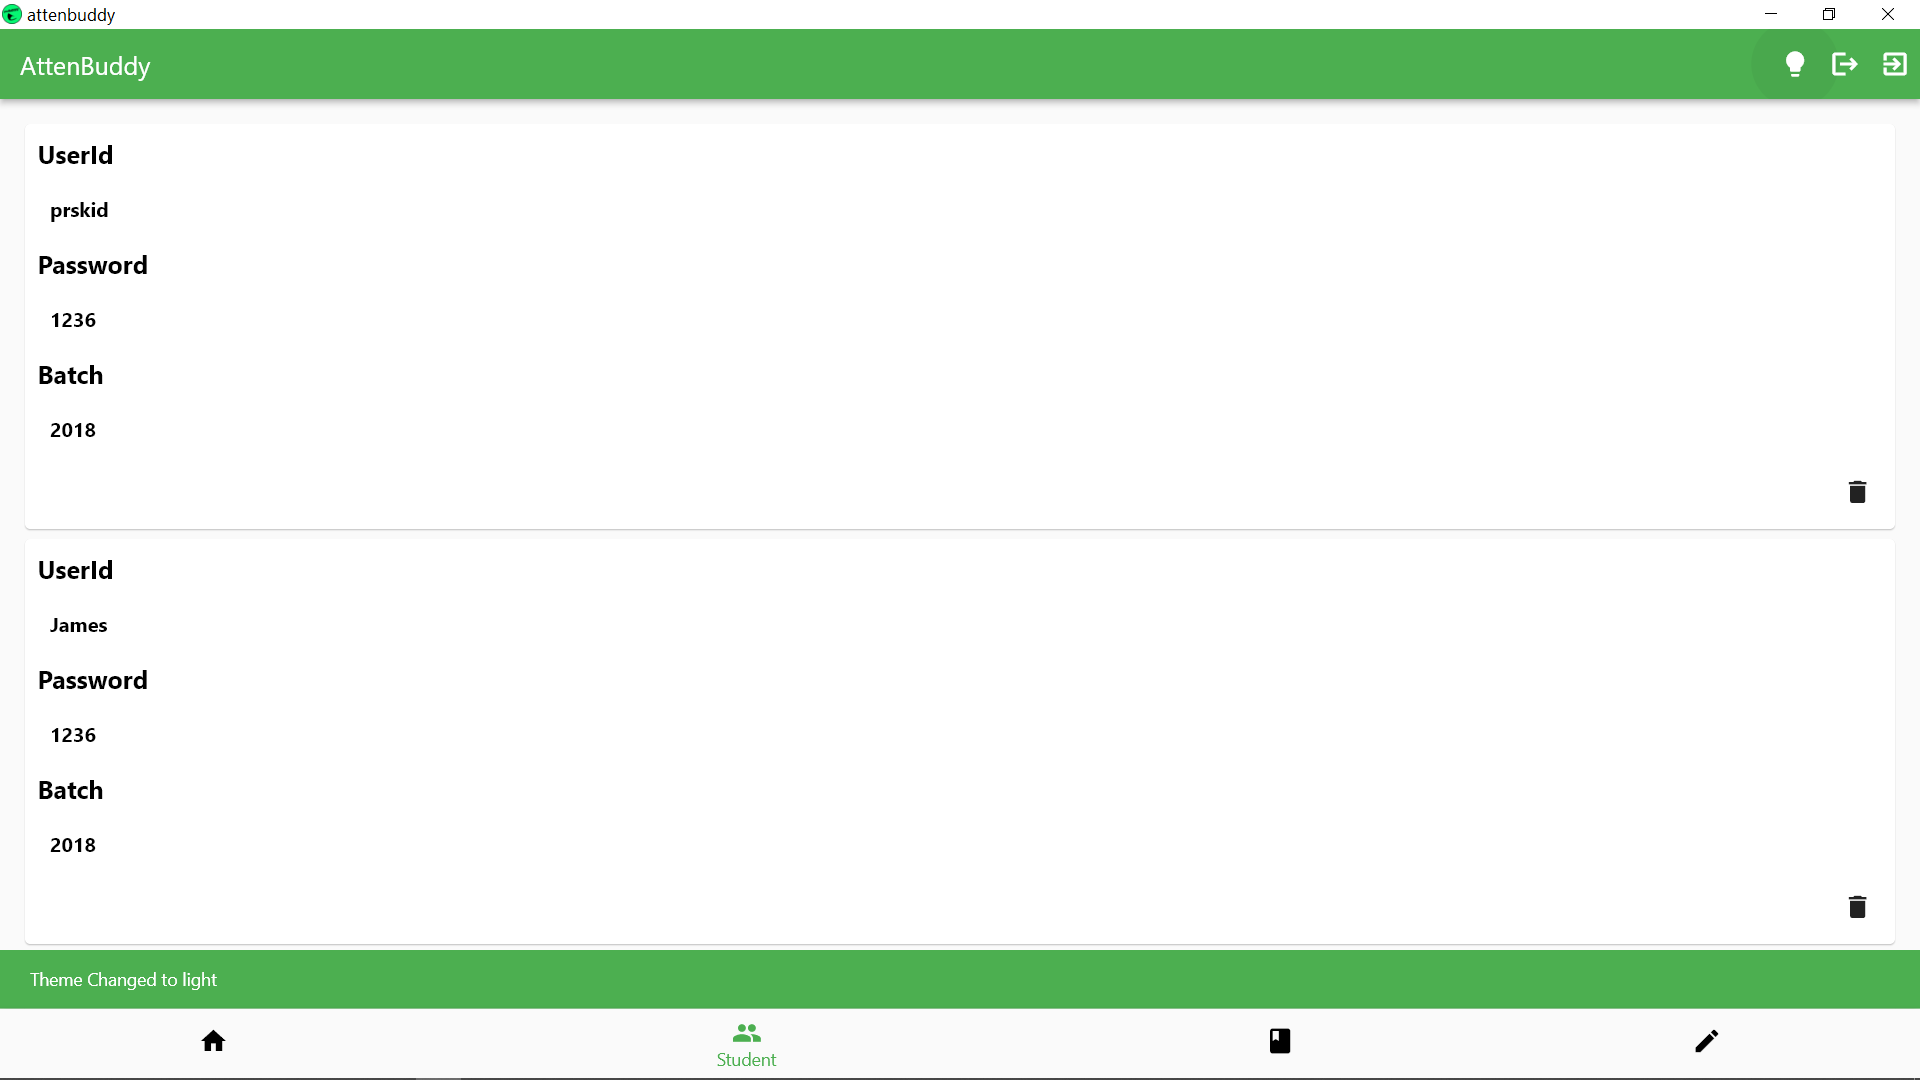 attenbuddy
AttenBuddy
UserId
prskid
Password
1236
Batch
2018
UserId
James
Password
1236
Batch
2018
Theme Changed to light
Student